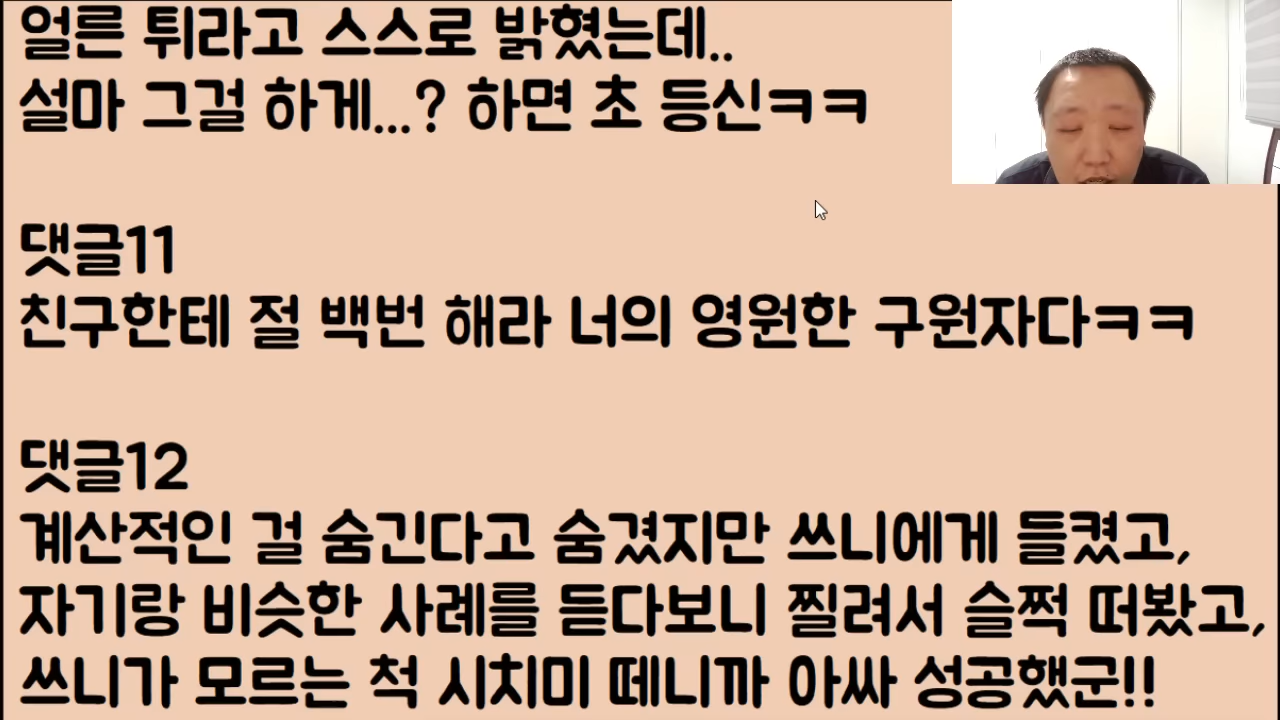 얼른 튀라고 스스로 밝혔는데..
설마 그걸 하게...? 하면 초 등신ㅋㅋ
댓글11
친구한테 절 백번 해라 너의 영원한 구원자다ㅋㅋ
댓글12
계산적인 걸 숨긴다고 숨겼지만 쓰니에게 들켰고,
자기랑 비슷한 사례를 듣다보니 찔려서 슬쩍 떠봤고,
쓰니가 모르는 척 시치미 떼니까 아싸 성공했군!!